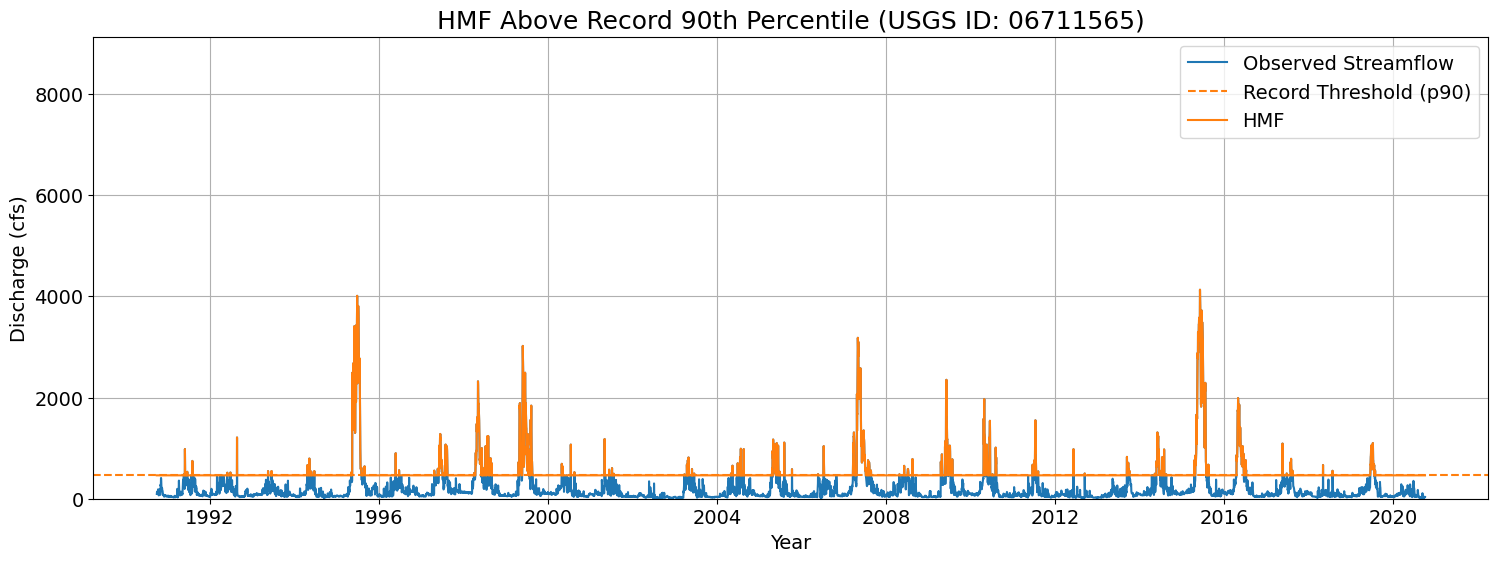 HMF Above Record 90th Percentile (USGS ID: 06711565)
Observed Streamflow
Record Threshold (p90)
HMF
Discharge (cfs)
8000
6000
4000
2000
0
1992 1996 2000 2004 2008 2012 2016 2020
Year